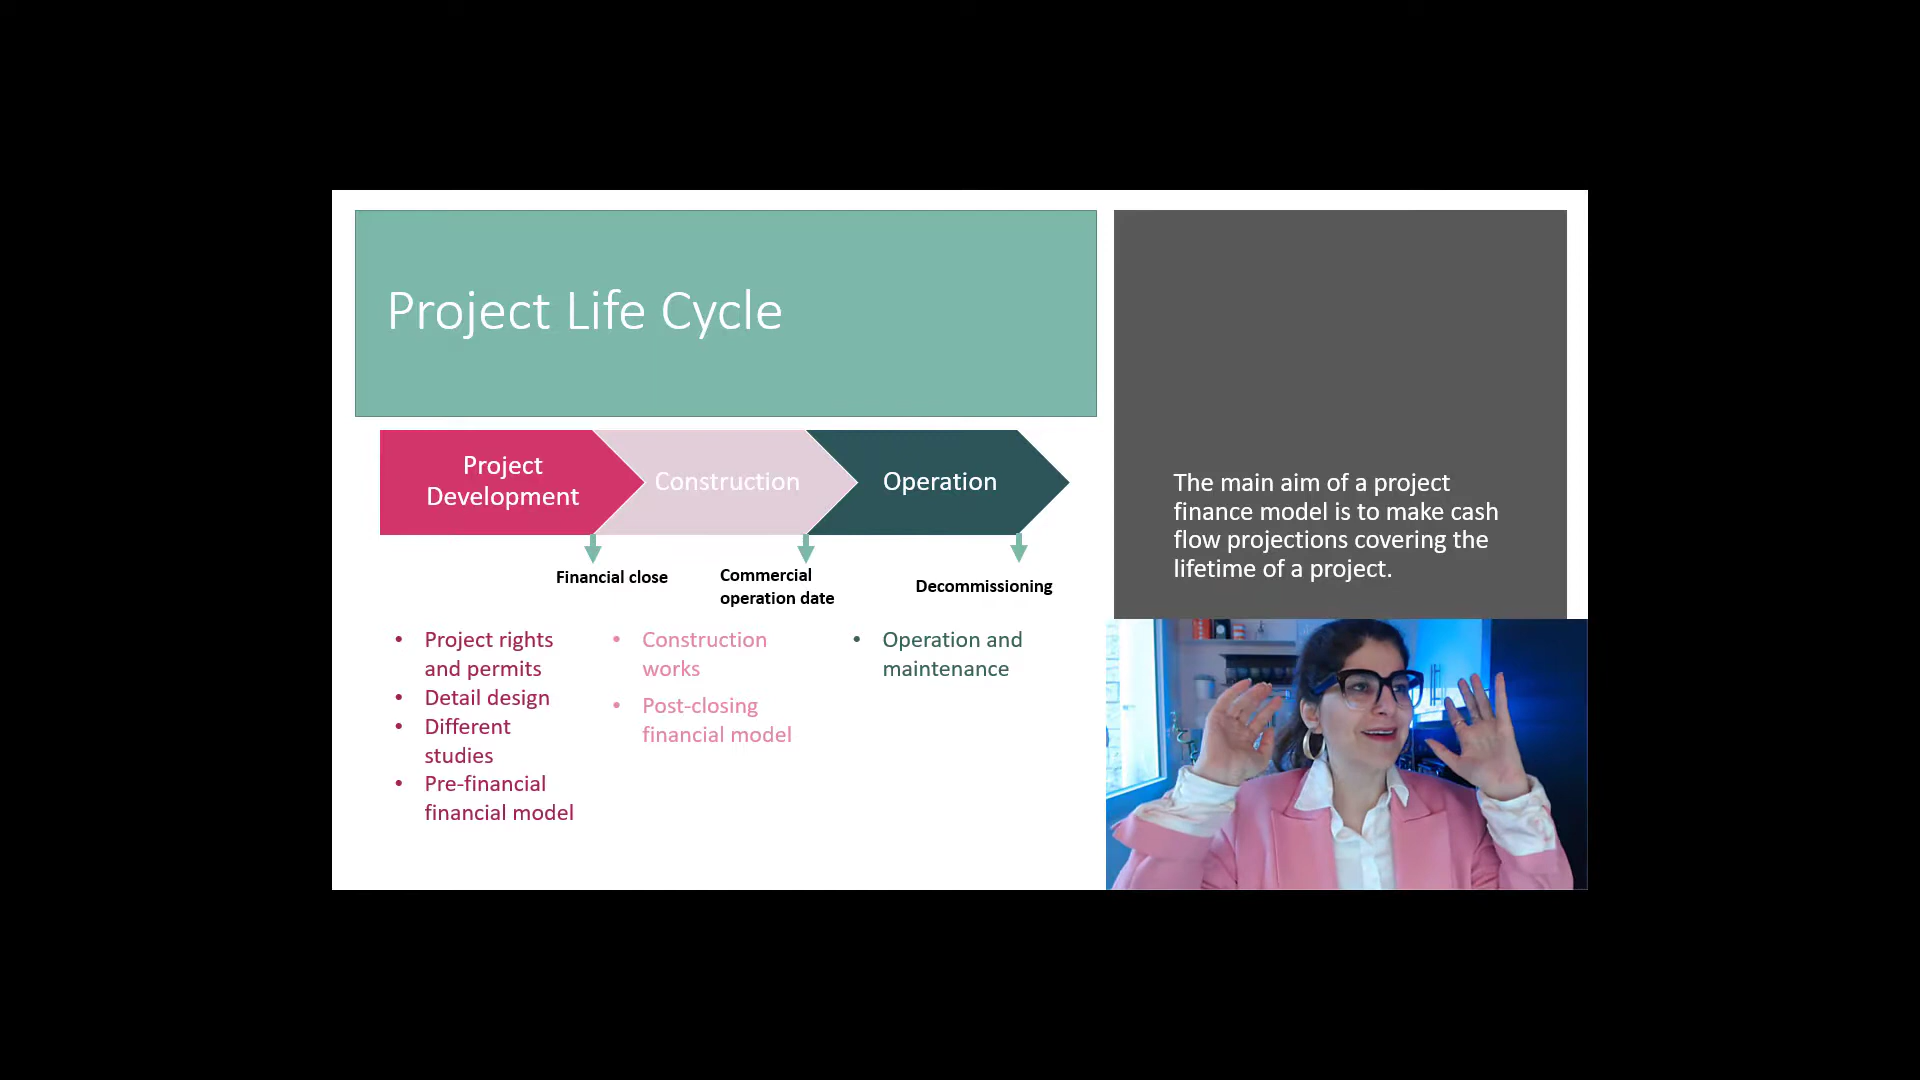 Project Life Cycle
Project
Development
Construction
Operation
Financial close
Commercial
operation date
Decommissioning
• Project rights
and permits
• Detail design
• Different
studies
• Pre-financial
financial model
• Construction
works
• Post-closing
financial model
• Operation and
maintenance
The main aim of a project
finance model is to make cash
flow projections covering the
lifetime of a project.